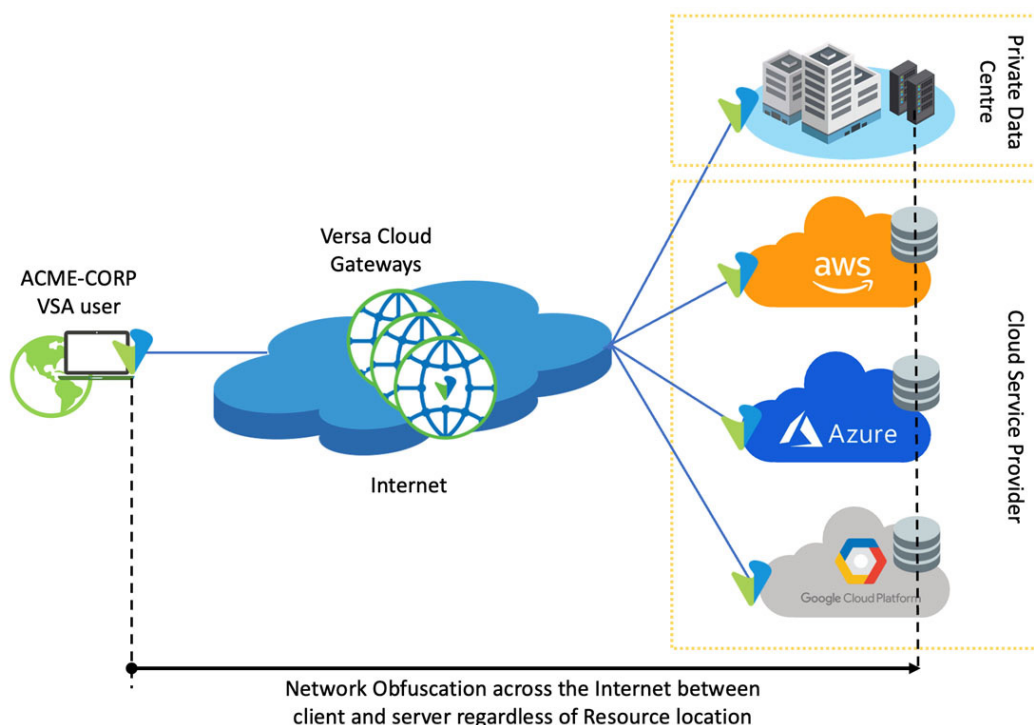 Private Data
Centre
Versa Cloud
Gateways
ACME-CORP
VSA user
aws
Azure
Google Cloud Platform
Cloud Service Provider
Internet
Network Obfuscation across the Internet between
client and server regardless of Resource location